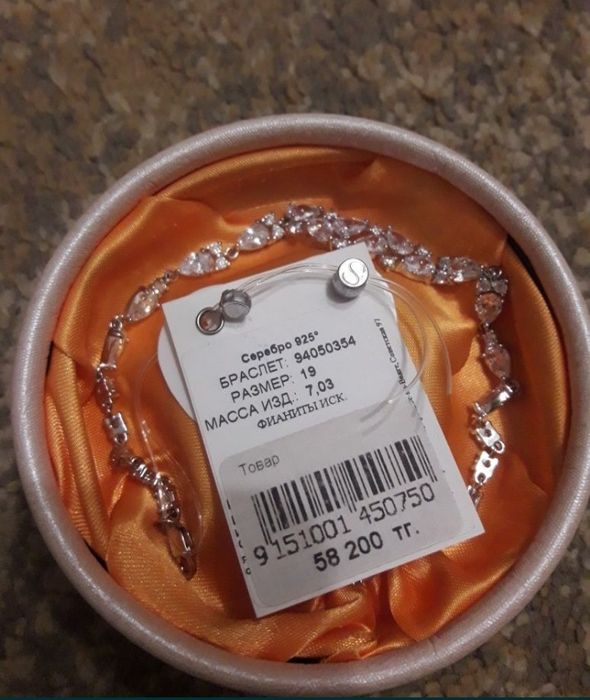 Серебро 925°
БРАСЛЕТ: 94050354
РАЗМЕР: 19
МАССА ИЗД.: 7,03
ФИАНИТЫ ИСК.
Товар
9 151001 450750
58 200 тг.